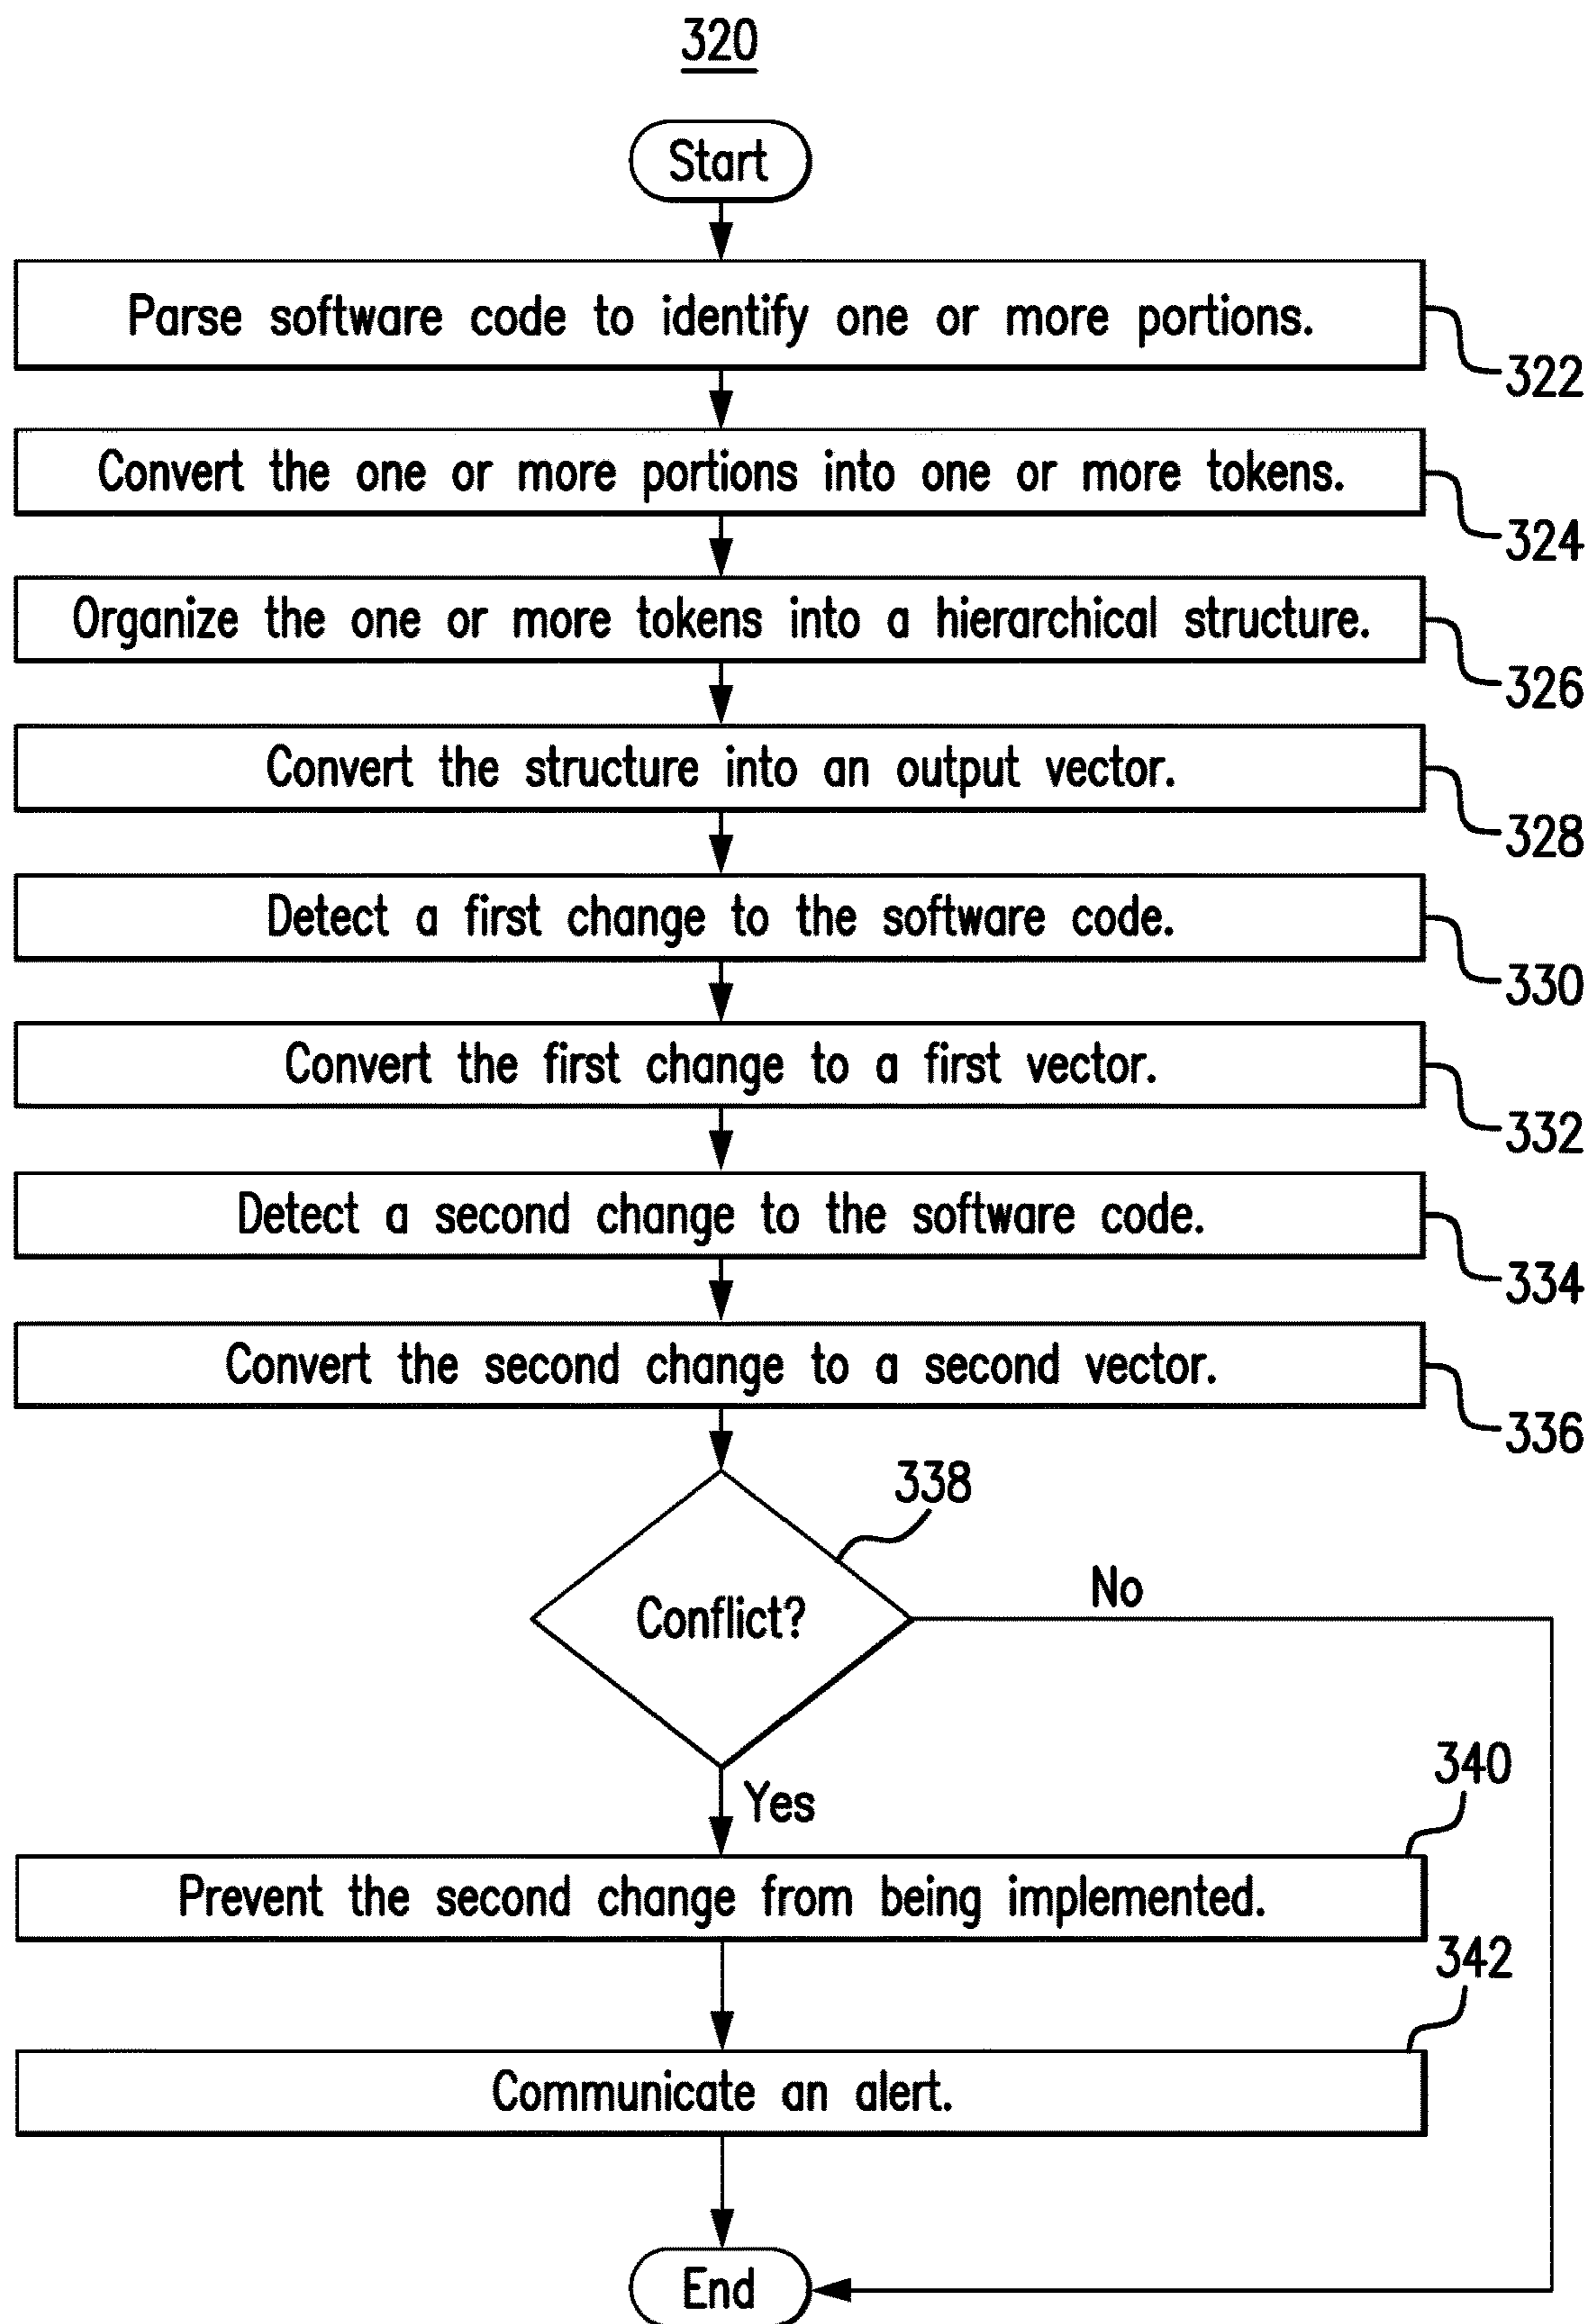 320
Start
Parse software code to identify one or more portions.
322
Convert the one or more portions into one or more tokens.
324
Organize the one or more tokens into a hierarchical structure.
326
Convert the structure into an output vector.
328
Detect a first change to the software code.
330
Convert the first change to a first vector.
332
Detect a second change to the software code.
334
Convert the second change to a second vector.
336
338
Conflict?
No
Yes
340
Prevent the second change from being implemented.
342
Communicate an alert.
End